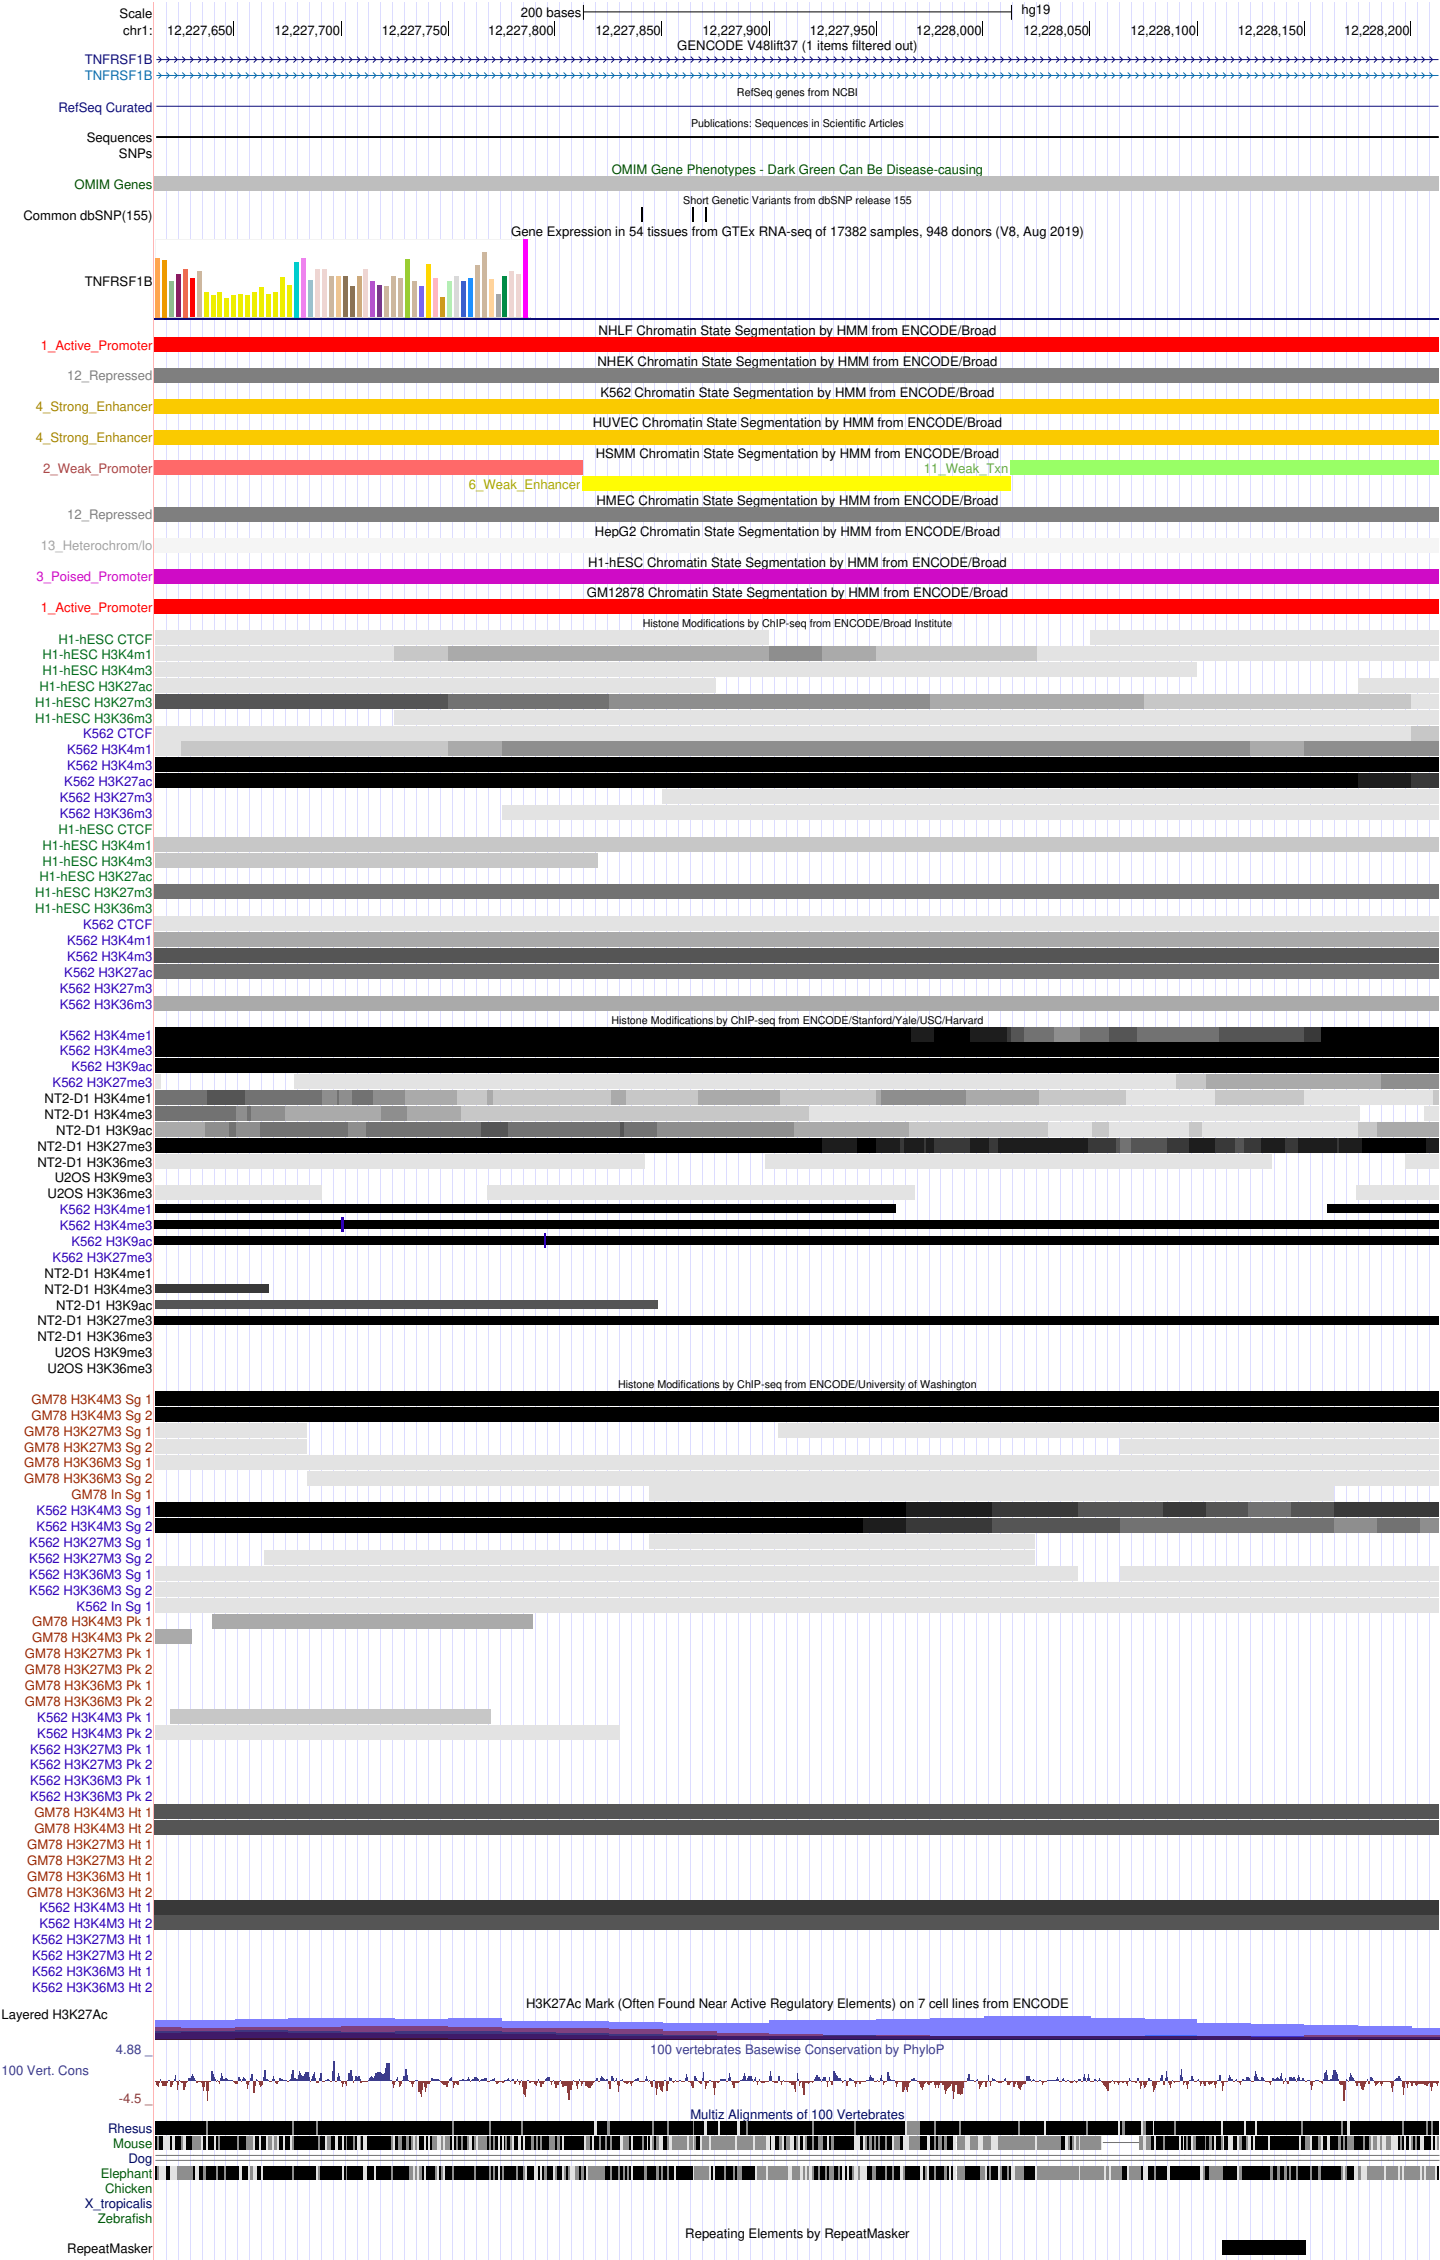 Scale 200 bases hg19
chr1: 12,227,650 12,227,700 12,227,750 12,227,800 12,227,850 12,227,900 12,227,950 12,228,000 12,228,050 12,228,100 12,228,150 12,228,200
GENCODE V48lift37 (1 items filtered out)
TNFRSF1B
TNFRSF1B
RefSeq genes from NCBI
RefSeq Curated
Publications: Sequences in Scientific Articles
Sequences
SNPs
OMIM Gene Phenotypes - Dark Green Can Be Disease-causing
OMIM Genes
Short Genetic Variants from dbSNP release 155
Common dbSNP(155)
Gene Expression in 54 tissues from GTEx RNA-seq of 17382 samples, 948 donors (V8, Aug 2019)
TNFRSF1B
NHLF Chromatin State Segmentation by HMM from ENCODE/Broad
1_Active_Promoter
NHEK Chromatin State Segmentation by HMM from ENCODE/Broad
12_Repressed
K562 Chromatin State Segmentation by HMM from ENCODE/Broad
4_Strong_Enhancer
HUVEC Chromatin State Segmentation by HMM from ENCODE/Broad
4_Strong_Enhancer
HSMM Chromatin State Segmentation by HMM from ENCODE/Broad
2_Weak_Promoter 11_Weak_Txn
6_Weak_Enhancer
HMEC Chromatin State Segmentation by HMM from ENCODE/Broad
12_Repressed
HepG2 Chromatin State Segmentation by HMM from ENCODE/Broad
13_Heterochrom/lo
H1-hESC Chromatin State Segmentation by HMM from ENCODE/Broad
3_Poised_Promoter
GM12878 Chromatin State Segmentation by HMM from ENCODE/Broad
1_Active_Promoter
Histone Modifications by ChIP-seq from ENCODE/Broad Institute
H1-hESC CTCF
H1-hESC H3K4m1
H1-hESC H3K4m3
H1-hESC H3K27ac
H1-hESC H3K27m3
H1-hESC H3K36m3
K562 CTCF
K562 H3K4m1
K562 H3K4m3
K562 H3K27ac
K562 H3K27m3
K562 H3K36m3
H1-hESC CTCF
H1-hESC H3K4m1
H1-hESC H3K4m3
H1-hESC H3K27ac
H1-hESC H3K27m3
H1-hESC H3K36m3
K562 CTCF
K562 H3K4m1
K562 H3K4m3
K562 H3K27ac
K562 H3K27m3
K562 H3K36m3
Histone Modifications by ChIP-seq from ENCODE/Stanford/Yale/USC/Harvard
K562 H3K4me1
K562 H3K4me3
K562 H3K9ac
K562 H3K27me3
NT2-D1 H3K4me1
NT2-D1 H3K4me3
NT2-D1 H3K9ac
NT2-D1 H3K27me3
NT2-D1 H3K36me3
U2OS H3K9me3
U2OS H3K36me3
K562 H3K4me1
K562 H3K4me3
K562 H3K9ac
K562 H3K27me3
NT2-D1 H3K4me1
NT2-D1 H3K4me3
NT2-D1 H3K9ac
NT2-D1 H3K27me3
NT2-D1 H3K36me3
U2OS H3K9me3
U2OS H3K36me3
Histone Modifications by ChIP-seq from ENCODE/University of Washington
GM78 H3K4M3 Sg 1
GM78 H3K4M3 Sg 2
GM78 H3K27M3 Sg 1
GM78 H3K27M3 Sg 2
GM78 H3K36M3 Sg 1
GM78 H3K36M3 Sg 2
GM78 In Sg 1
K562 H3K4M3 Sg 1
K562 H3K4M3 Sg 2
K562 H3K27M3 Sg 1
K562 H3K27M3 Sg 2
K562 H3K36M3 Sg 1
K562 H3K36M3 Sg 2
K562 In Sg 1
GM78 H3K4M3 Pk 1
GM78 H3K4M3 Pk 2
GM78 H3K27M3 Pk 1
GM78 H3K27M3 Pk 2
GM78 H3K36M3 Pk 1
GM78 H3K36M3 Pk 2
K562 H3K4M3 Pk 1
K562 H3K4M3 Pk 2
K562 H3K27M3 Pk 1
K562 H3K27M3 Pk 2
K562 H3K36M3 Pk 1
K562 H3K36M3 Pk 2
GM78 H3K4M3 Ht 1
GM78 H3K4M3 Ht 2
GM78 H3K27M3 Ht 1
GM78 H3K27M3 Ht 2
GM78 H3K36M3 Ht 1
GM78 H3K36M3 Ht 2
K562 H3K4M3 Ht 1
K562 H3K4M3 Ht 2
K562 H3K27M3 Ht 1
K562 H3K27M3 Ht 2
K562 H3K36M3 Ht 1
K562 H3K36M3 Ht 2
H3K27Ac Mark (Often Found Near Active Regulatory Elements) on 7 cell lines from ENCODE
Layered H3K27Ac
100 vertebrates Basewise Conservation by PhyloP
4.88 _
100 Vert. Cons
-4.5 _
Multiz Alignments of 100 Vertebrates
Rhesus
Mouse
Dog
Elephant
Chicken
X_tropicalis
Zebrafish
Repeating Elements by RepeatMasker
RepeatMasker